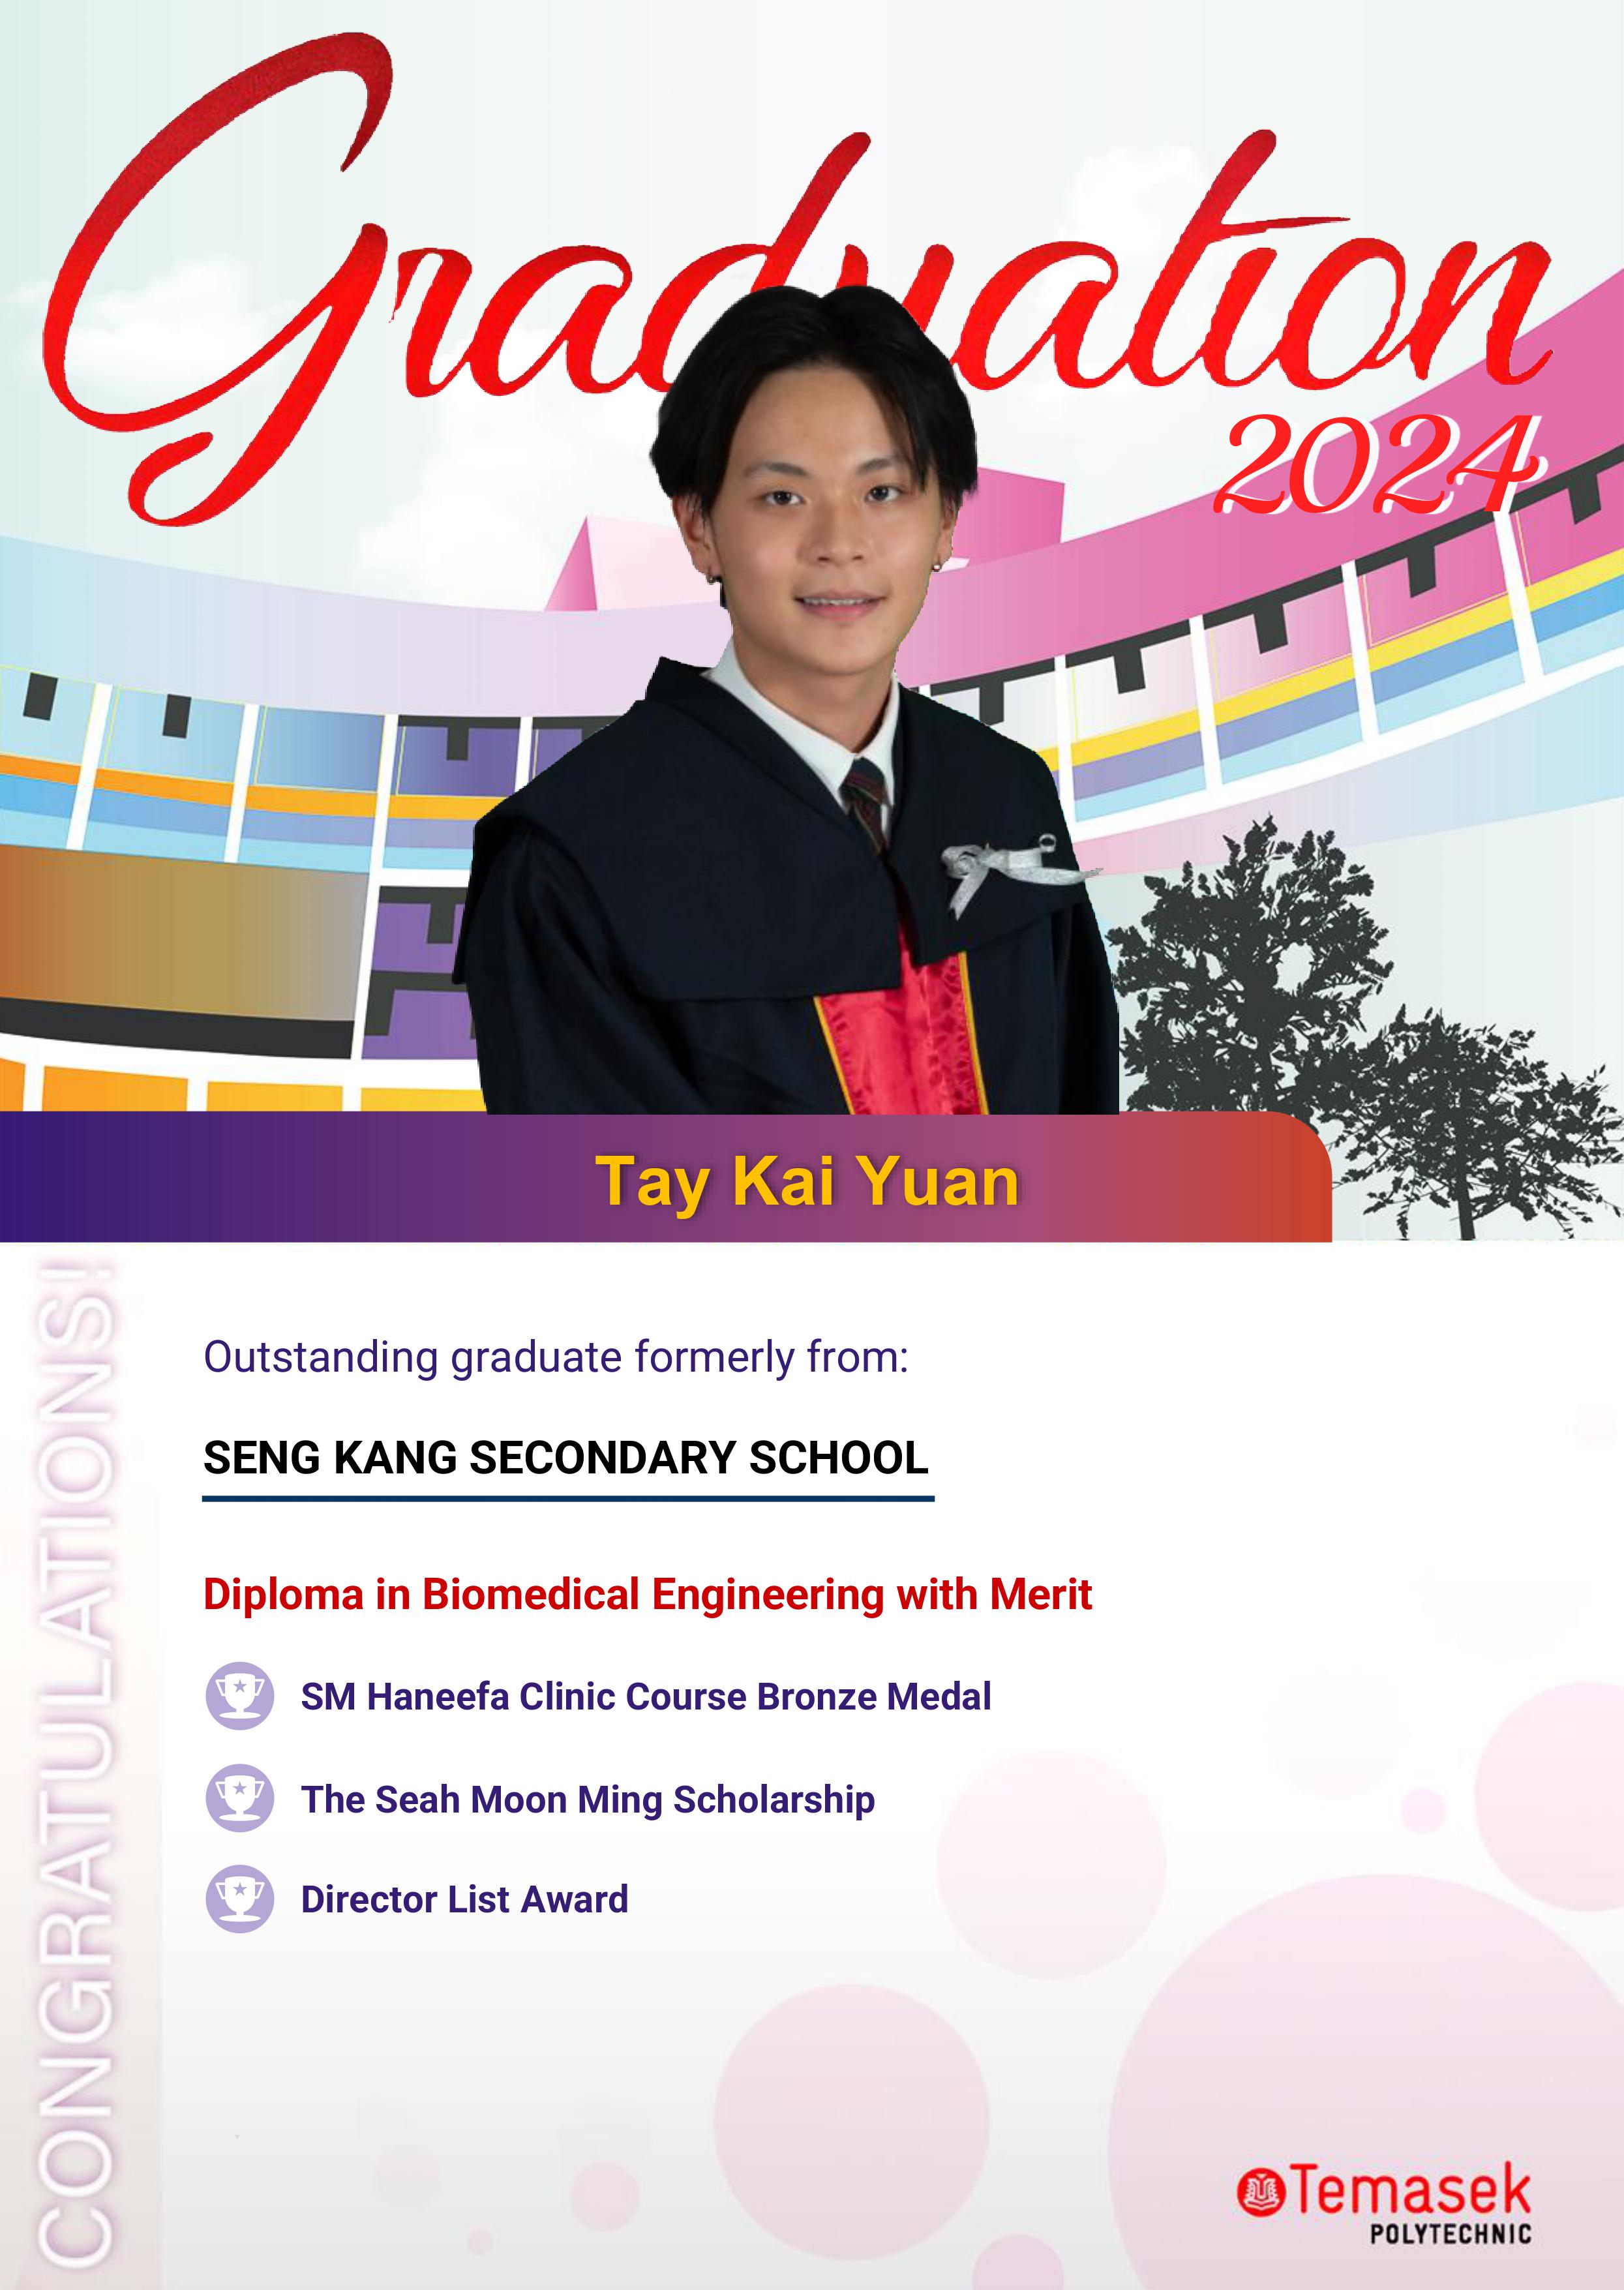 Graduation
2024
Tay Kai Yuan
CONGRATULATIONS!
Outstanding graduate formerly from:
SENG KANG SECONDARY SCHOOL
Diploma in Biomedical Engineering with Merit
SM Haneefa Clinic Course Bronze Medal
The Seah Moon Ming Scholarship
Director List Award
Temasek
POLYTECHNIC